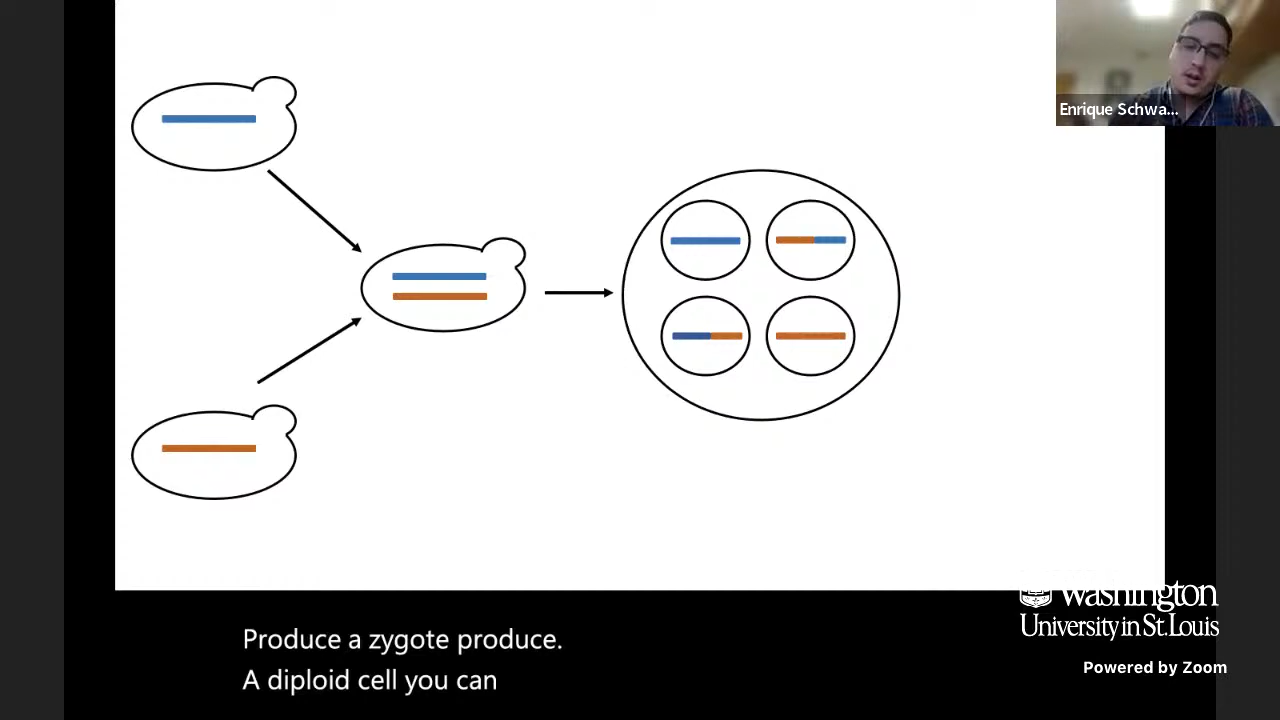 Enrique Schwa...
Produce a zygote produce.
A diploid cell you can
Washington
University in St. Louis
Powered by Zoom